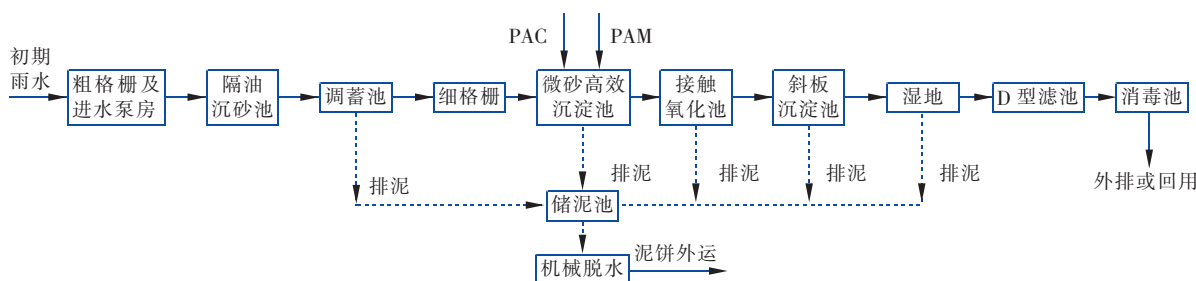 PAC
PAM
初期
雨水
粗格栅及
进水泵房
隔油
沉砂池
调蓄池
细格栅
微砂高效
沉淀池
接触
氧化池
斜板
沉淀池
湿地
D 型滤池
消毒池
排泥
排泥
排泥
排泥
排泥
外排或回用
储泥池
机械脱水
泥饼外运